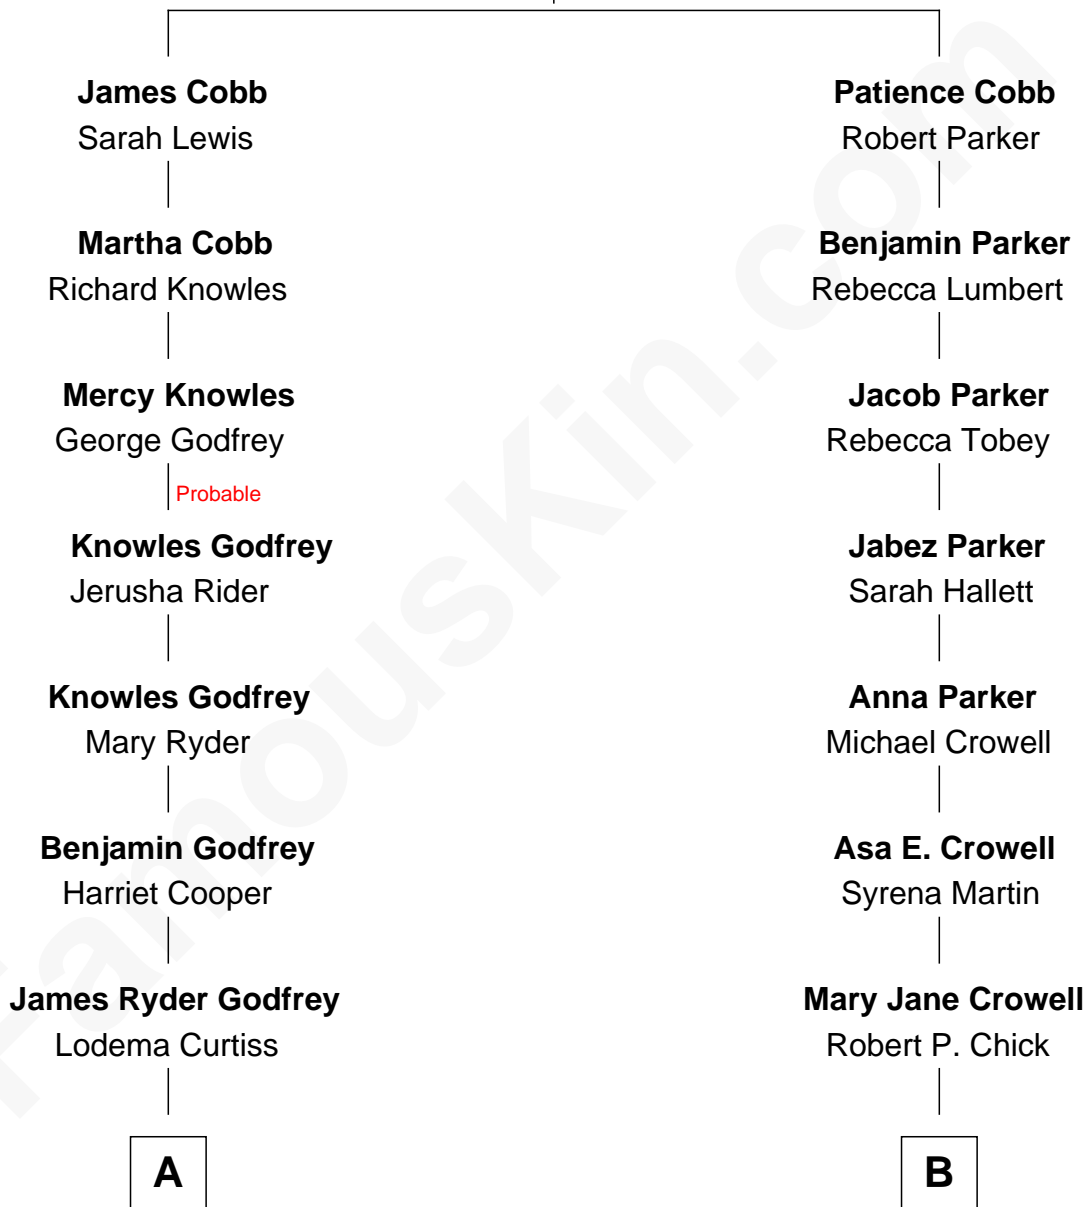 James Cobb
Sarah Lewis
Patience Cobb
Robert Parker
Martha Cobb
Richard Knowles
Benjamin Parker
Rebecca Lumbert
Mercy Knowles
George Godfrey
Jacob Parker
Rebecca Tobey
Probable
Knowles Godfrey
Jerusha Rider
Jabez Parker
Sarah Hallett
Knowles Godfrey
Mary Ryder
Anna Parker
Michael Crowell
Benjamin Godfrey
Harriet Cooper
Asa E. Crowell
Syrena Martin
James Ryder Godfrey
Lodema Curtiss
Mary Jane Crowell
Robert P. Chick
A
B
FamousKin.com